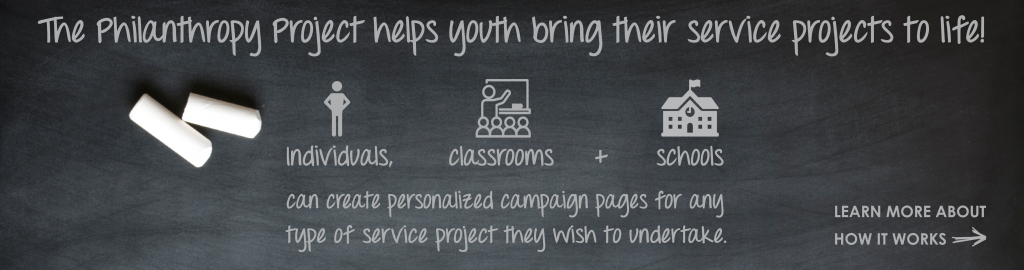 The Philanthropy Project helps youth bring their service projects to life!
individuals, classrooms + schools
can create personalized campaign pages for any
type of service project they wish to undertake.
LEARN MORE ABOUT
HOW IT WORKS